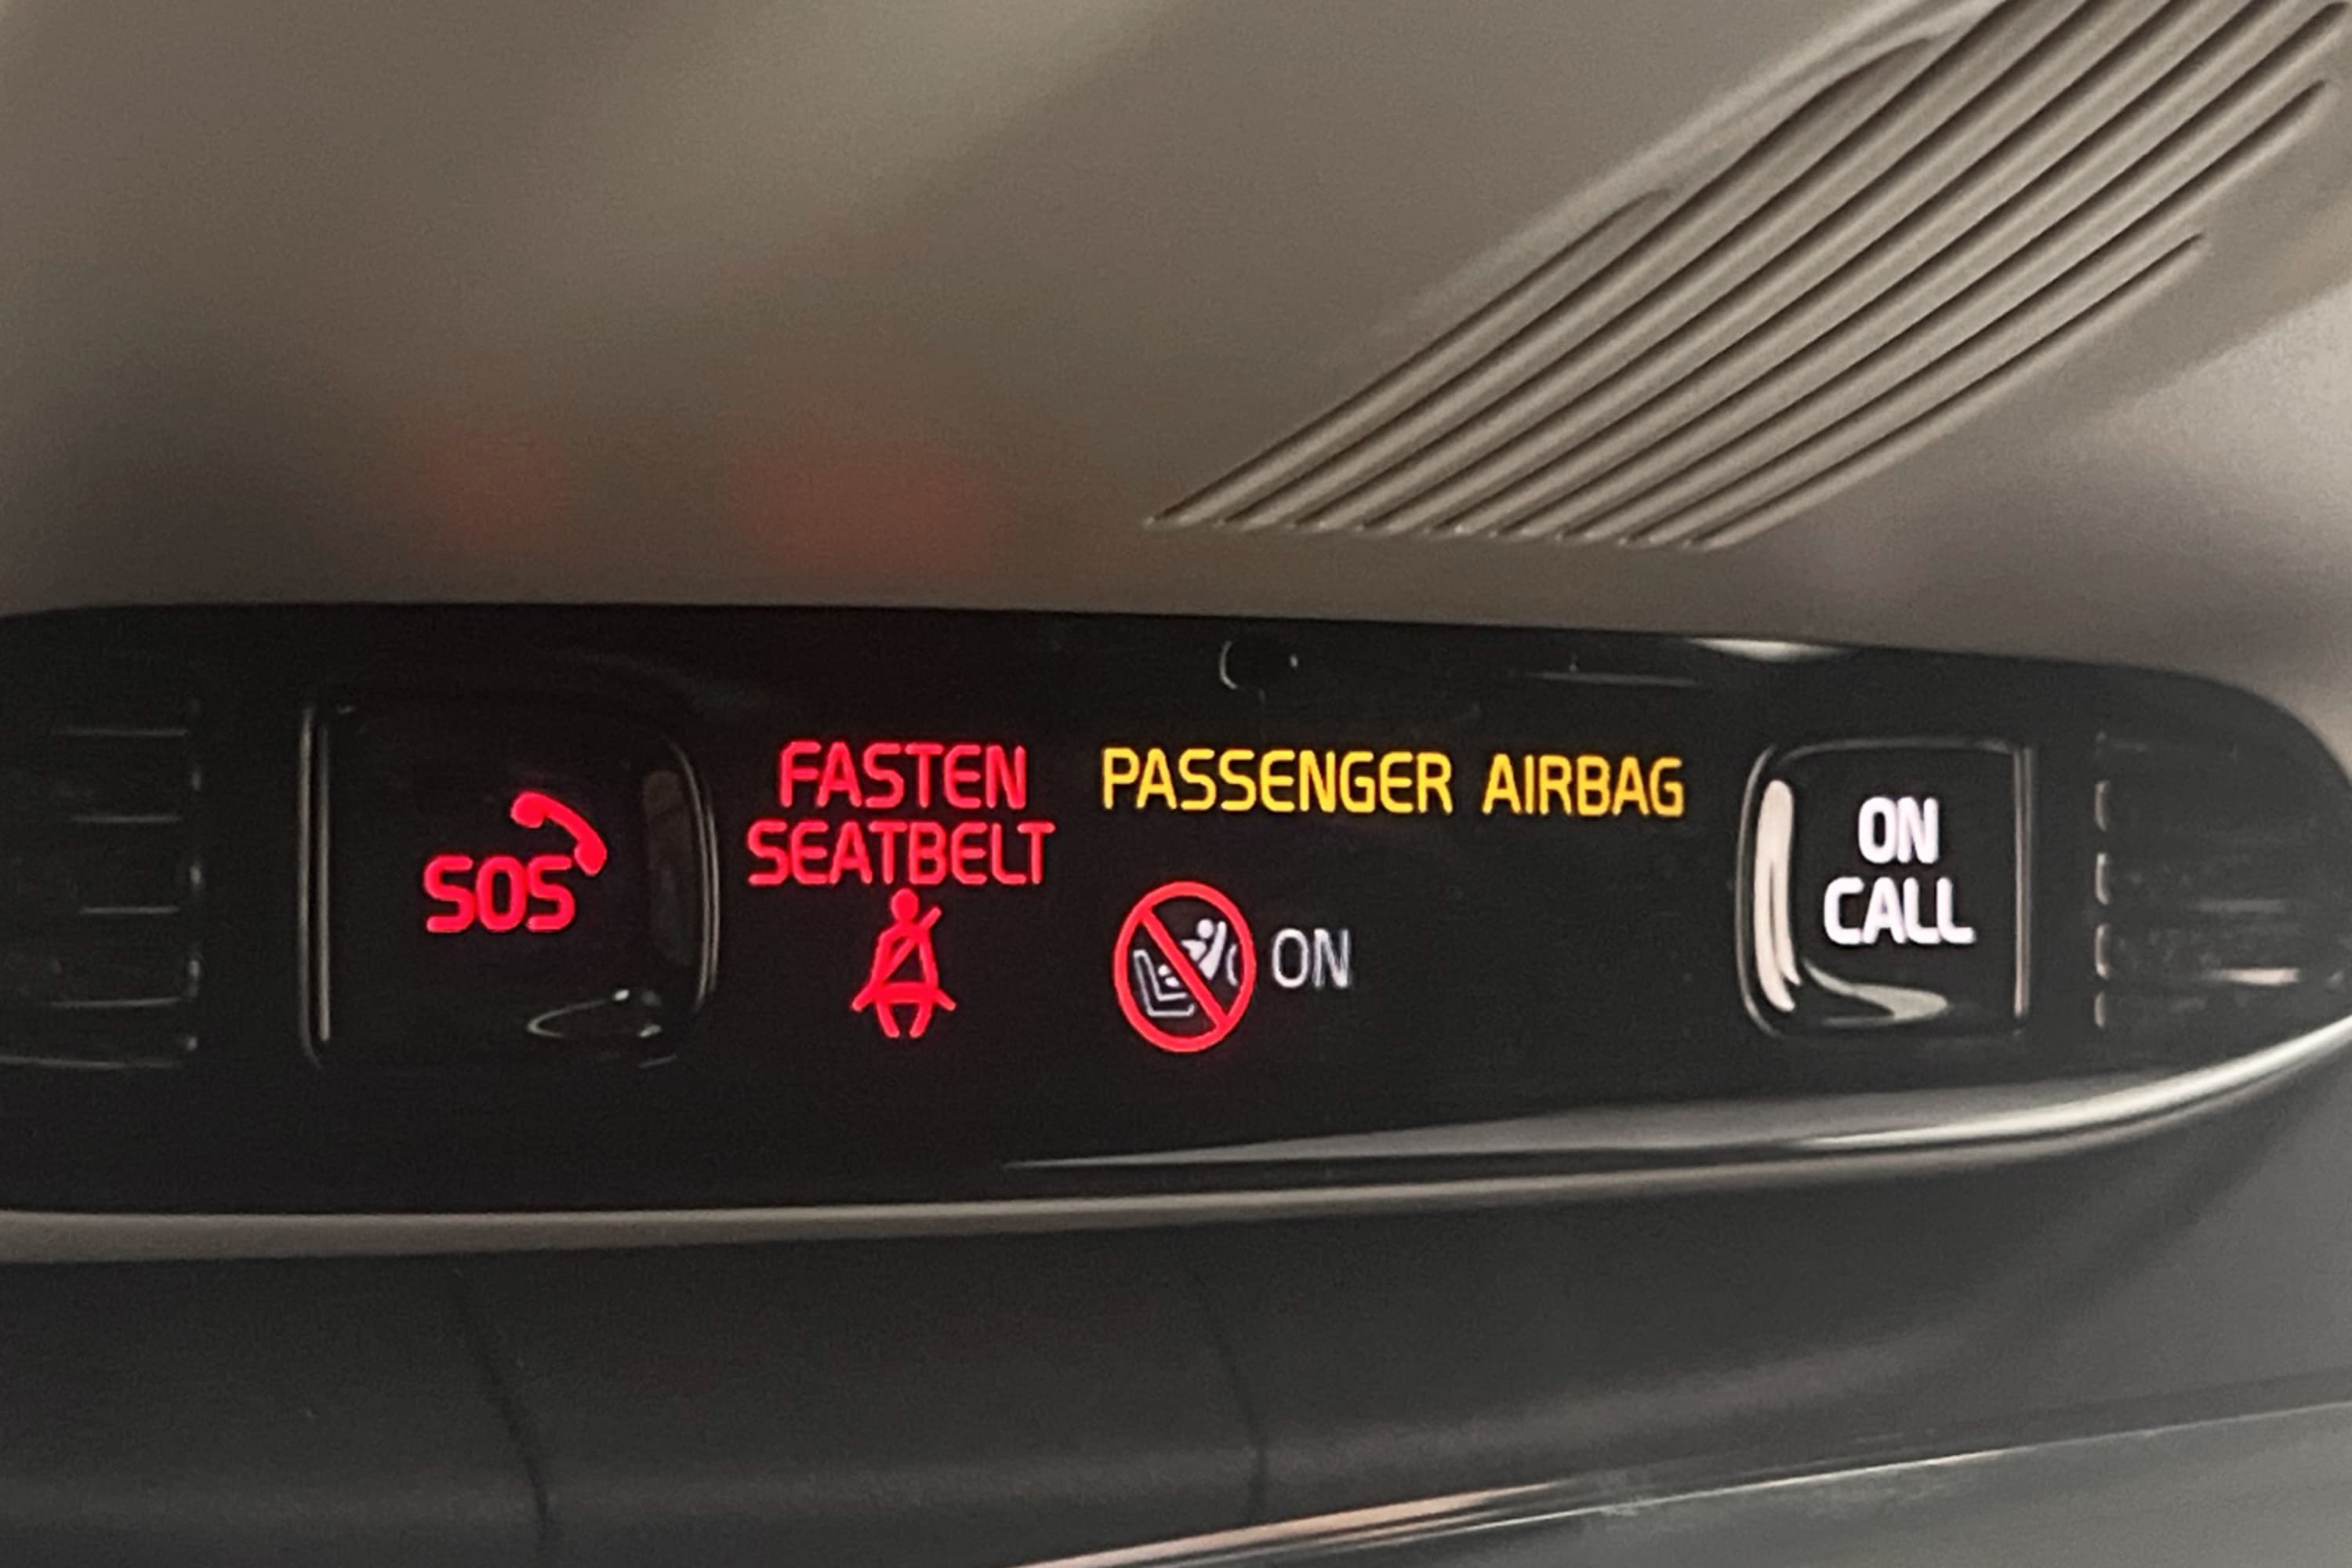 SOS
FASTEN
SEATBELT
PASSENGER AIRBAG
ON
ON
CALL